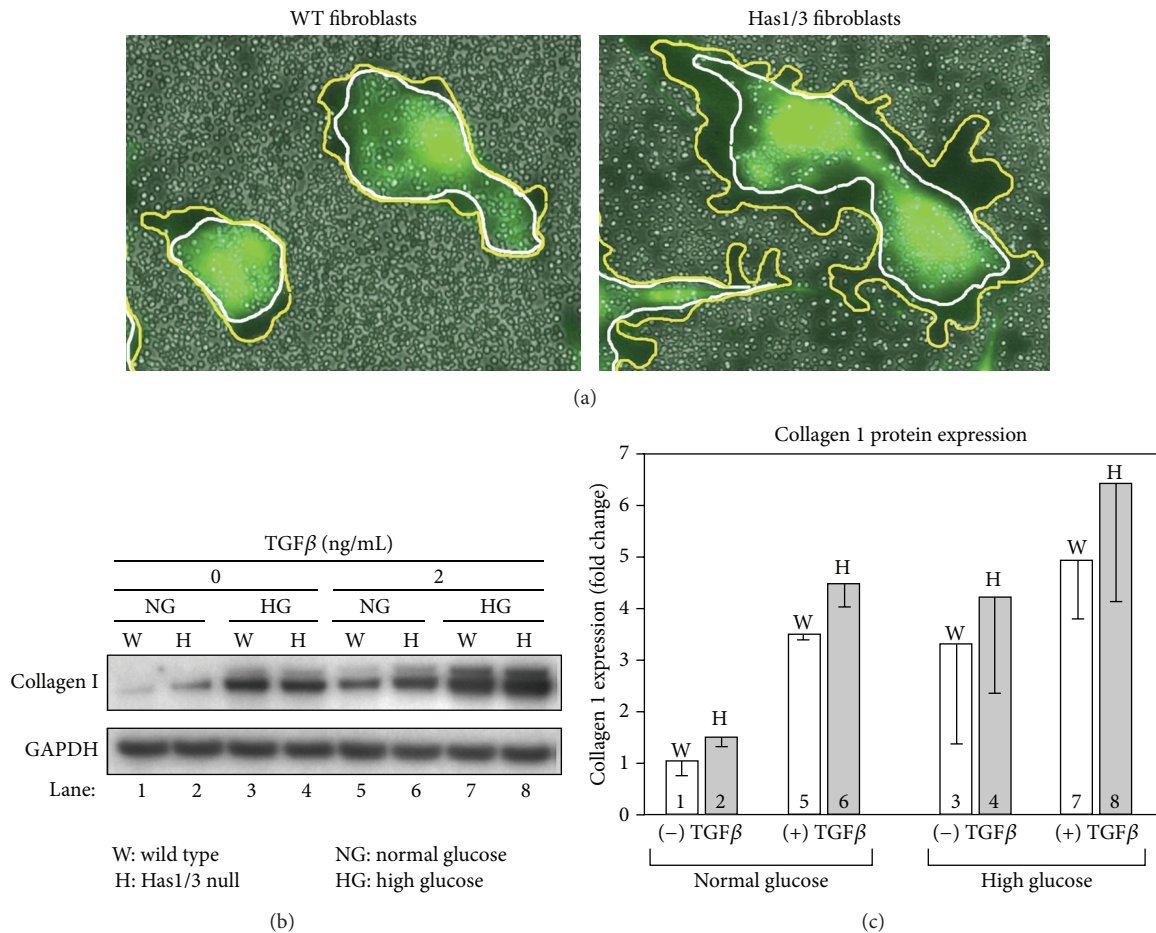 WT fibroblasts
Has1/3 fibroblasts
(a)
TGFβ (ng/mL)
0 2
NG HG NG HG
W H W H W H W H
Collagen I
GAPDH
Lane: 1 2 3 4 5 6 7 8
W: wild type NG: normal glucose
H: Has1/3 null HG: high glucose
(b)
Collagen 1 protein expression
Collagen 1 expression (fold change)
7
6
5
4
3
2
1
0
W H W H W H W H
1 2 5 6 3 4 7 8
(−) TGFβ (+) TGFβ (−) TGFβ (+) TGFβ
Normal glucose High glucose
(c)